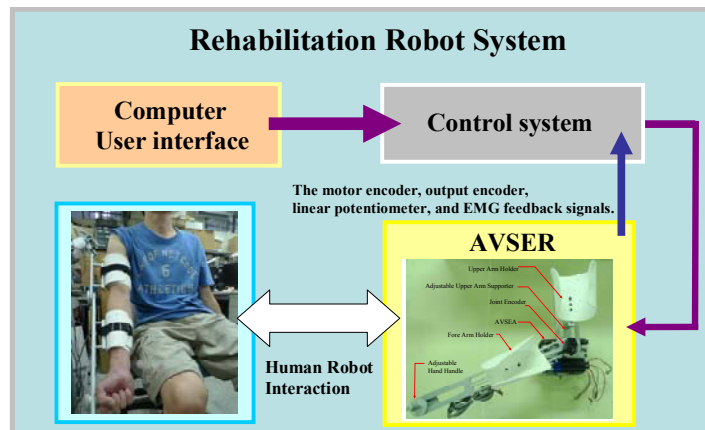 Rehabilitation Robot System
Computer
User interface
Control system
The motor encoder, output encoder,
linear potentiometer, and EMG feedback signals.
AVSER
Upper Arm Holder
Adjustable Upper Arm Supporter
Joint Encoder
AVSEA
Fore Arm Holder
Adjustable
Hand Handle
Human Robot
Interaction
6
ATHLETICS